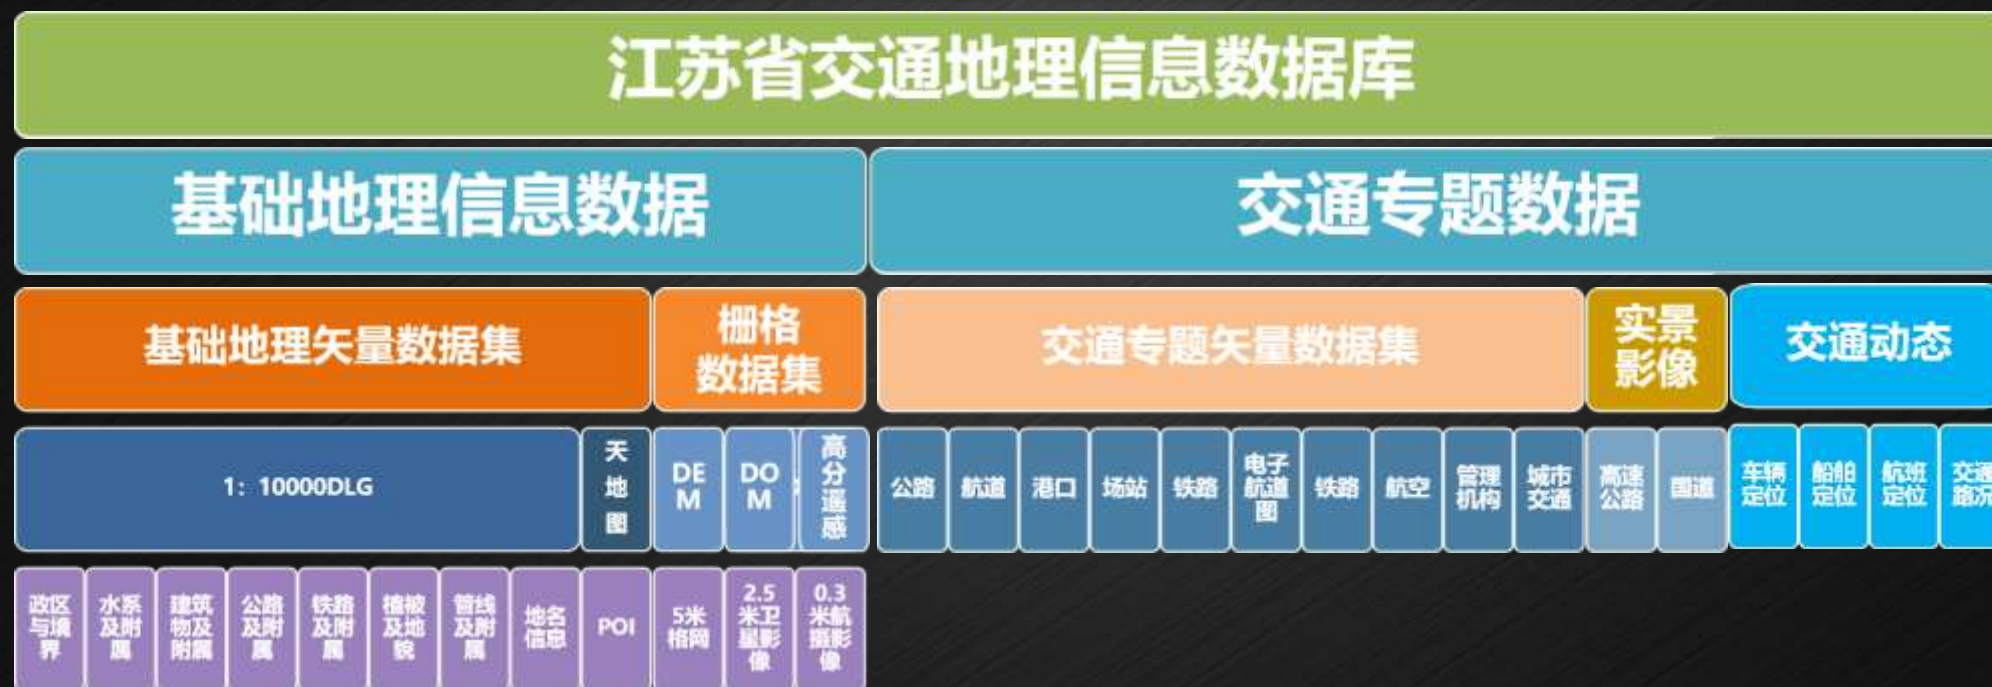 江苏省交通地理信息数据库
基础地理信息数据
交通专题数据
基础地理矢量数据集
栅格
数据集
交通专题矢量数据集
实景
影像
交通动态
1：10000DLG
天
地
图
DE
M
DO
M
高
分
遥
感
公路
航道
港口
场站
铁路
电子
航道
图
铁路
航空
管理
机构
城市
交通
高速
公路
国道
车辆
定位
船舶
定位
航班
定位
交通
路况
政区
与境
界
水系
及附
属
建筑
物及
附属
公路
及附
属
铁路
及附
属
植被
及地
貌
管线
及附
属
地名
信息
POI
5米
格网
2.5
米卫
星影
像
0.3
米航
摄影
像